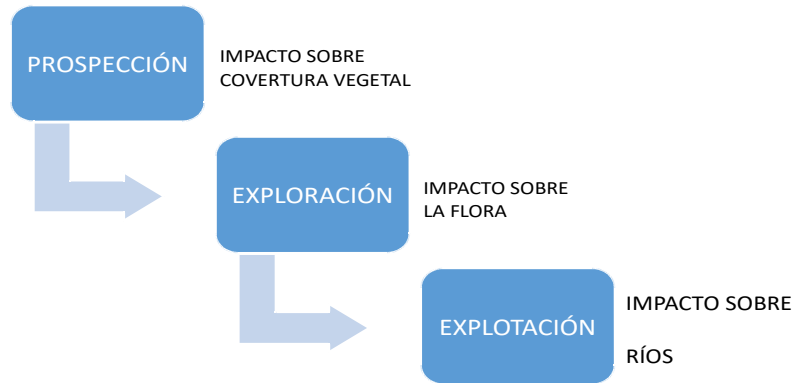 PROSPECCIÓN
IMPACTO SOBRE
COVERTURA VEGETAL
EXPLORACIÓN
IMPACTO SOBRE
LA FLORA
EXPLOTACIÓN
IMPACTO SOBRE
RÍOS